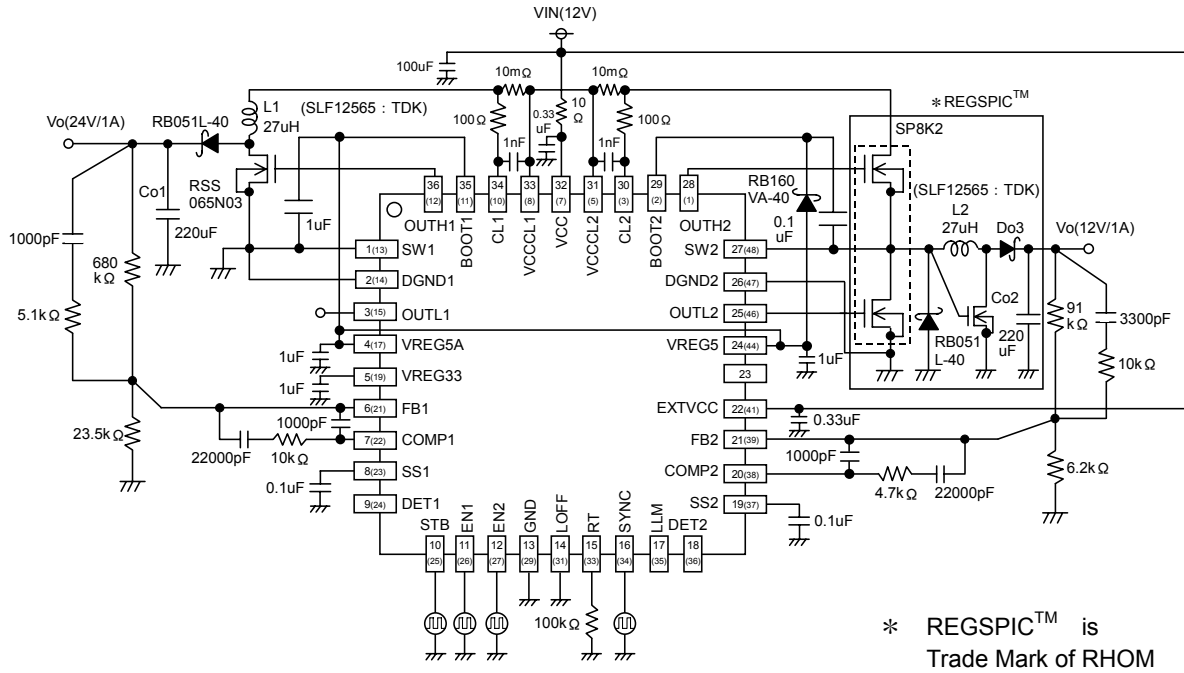 VIN(12V)
100uF
10mΩ
10mΩ
L1
27uH
(SLF12565 : TDK)
Vo(24V/1A)
RB051L-40
100Ω
0.33
uF
10
Ω
100Ω
1nF
1nF
＊REGSPIC™
SP8K2
RSS
065N03
Co1
220uF
1uF
1000pF
680
kΩ
5.1kΩ
23.5kΩ
RB160
VA-40
0.1
uF
(SLF12565 : TDK)
L2
27uH
Do3
Vo(12V/1A)
Co2
220
uF
91
kΩ
3300pF
10kΩ
RB051
L-40
36 (12) OUTH1
35 (11) BOOT1
34 (10) CL1
33 (8) VCCCL1
32 (7) VCC
31 (5) VCCCL2
30 (3) CL2
29 (2) BOOT2
28 (1) OUTH2
1(13) SW1
2(14) DGND1
3(15) OUTL1
4(17) VREG5A
5(19) VREG33
6(21) FB1
7(22) COMP1
8(23) SS1
9(24) DET1
SW2 27(48)
DGND2 26(47)
OUTL2 25(46)
VREG5 24(44)
23
EXTVCC 22(41)
FB2 21(39)
COMP2 20(38)
SS2 19(37)
1uF
1uF
1000pF
22000pF
10kΩ
0.1uF
1uF
0.33uF
1000pF
4.7kΩ
22000pF
6.2kΩ
0.1uF
STB 10 (25)
EN1 11 (26)
EN2 12 (27)
GND 13 (29)
LOFF 14 (31)
RT 15 (33)
SYNC 16 (34)
LLM 17 (35)
DET2 18 (36)
100kΩ
＊ REGSPIC™ is
Trade Mark of RHOM